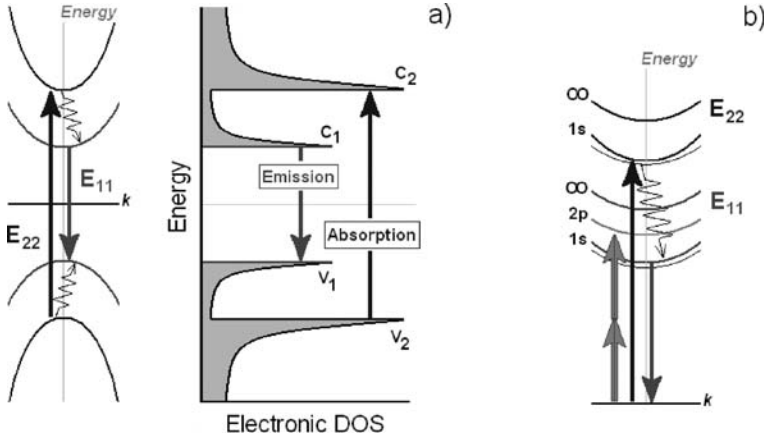 Energy
k
E11
E22
a)
Energy
C2
C1
Emission
Absorption
V1
V2
Electronic DOS
b)
Energy
∞
E22
1s
∞
E11
2p
1s
k